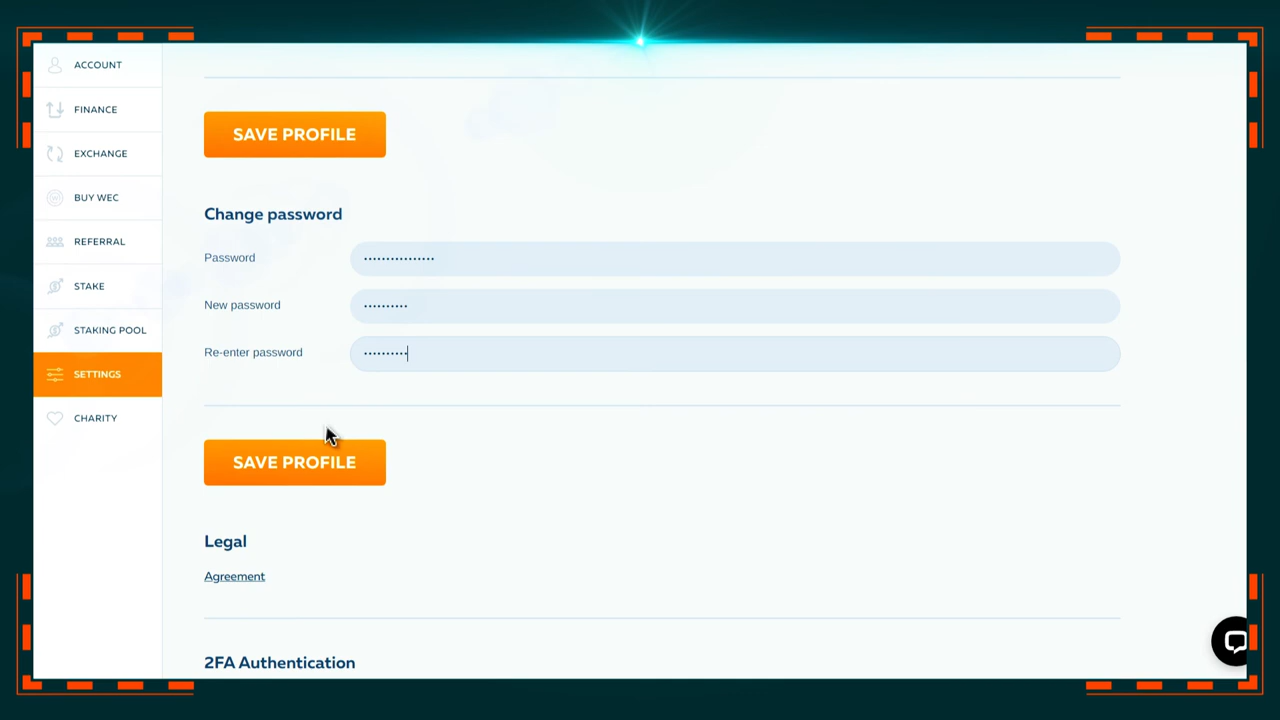 ACCOUNT
FINANCE
EXCHANGE
BUY WEC
REFERRAL
STAKE
STAKING POOL
SETTINGS
CHARITY
SAVE PROFILE
Change password
Password ••••••••••••••••
New password ••••••••••
Re-enter password ••••••••••
SAVE PROFILE
Legal
Agreement
2FA Authentication